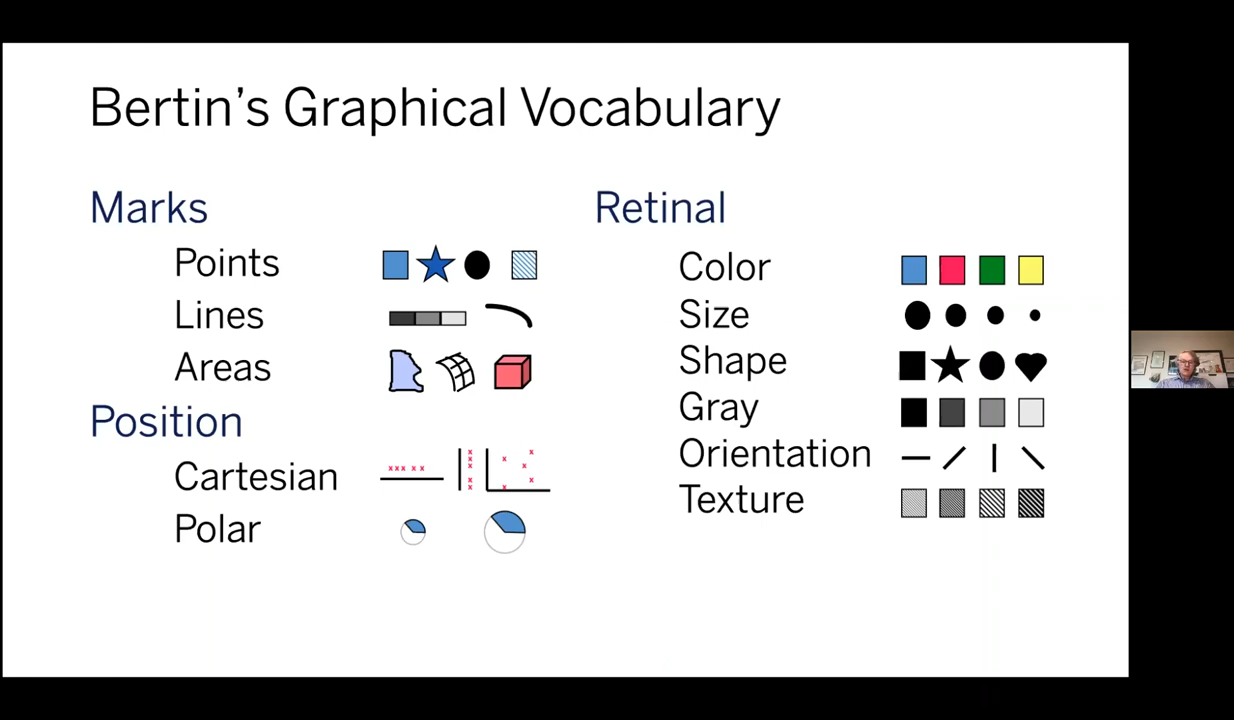 Bertin's Graphical Vocabulary
Marks
Points
Lines
Areas
Position
Cartesian
Polar
Retinal
Color
Size
Shape
Gray
Orientation
Texture